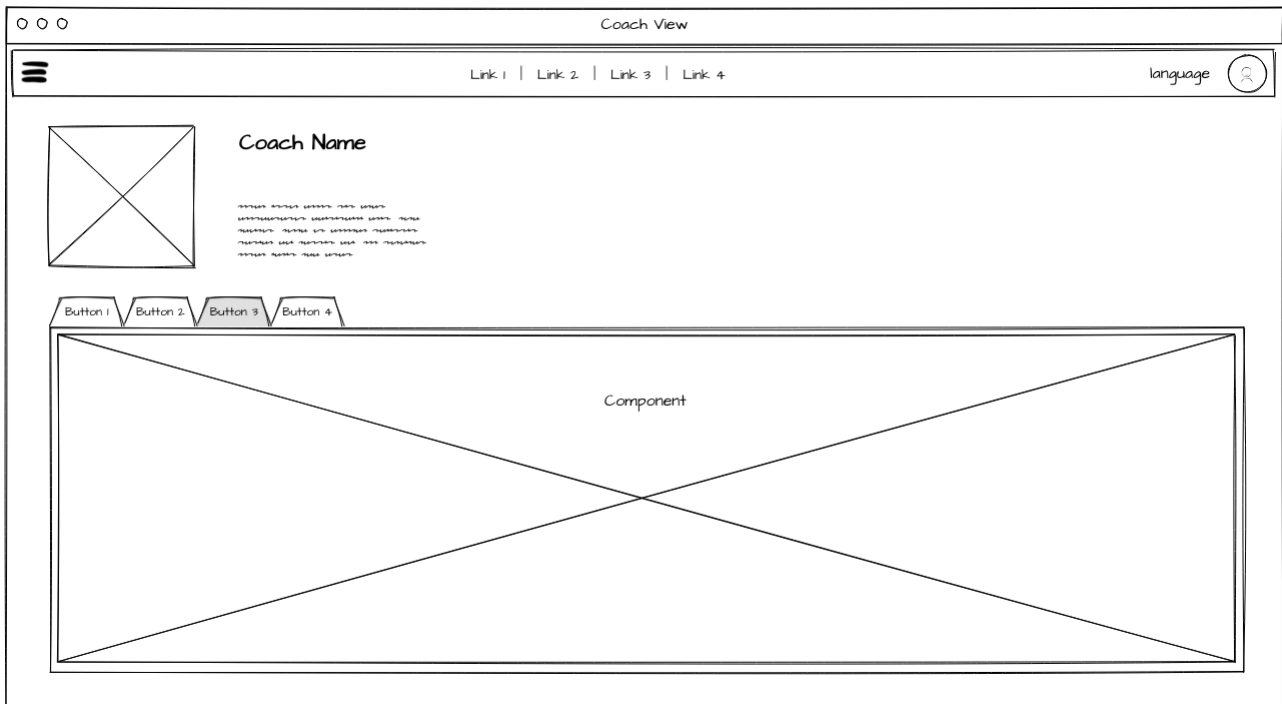 Coach View
Link 1 | Link 2 | Link 3 | Link 4
language
Coach Name
Button 1 Button 2 Button 3 Button 4
Component